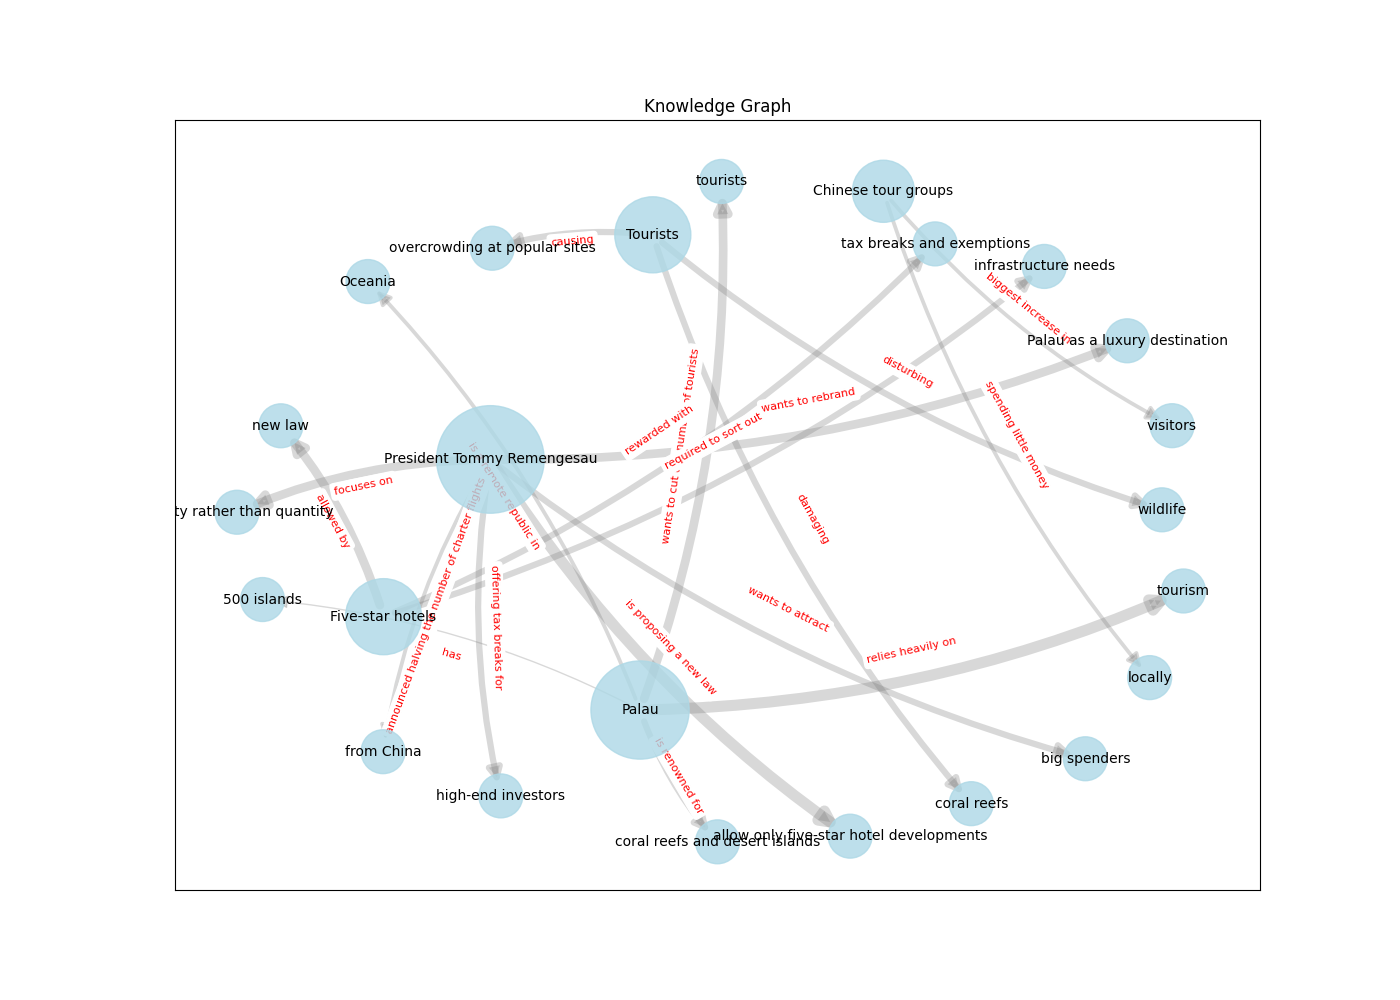 Knowledge Graph
tourists
Chinese tour groups
Tourists
causing
overcrowding at popular sites
tax breaks and exemptions
infrastructure needs
Oceania
biggest increase in
Palau as a luxury destination
disturbing
wants to rebrand
rewarded with
required to sort out
spending little money
new law
visitors
President Tommy Remengesau
wants to cut of tourists
focuses on
ty rather than quantity
allowed by
is remote republic in
damaging
wildlife
announced halving the number of charter flights
offering tax breaks for
500 islands
Five-star hotels
tourism
wants to attract
is proposing a new law
has
relies heavily on
locally
Palau
from China
is renowned for
big spenders
high-end investors
coral reefs
coral reefs and desert islands
allow only five-star hotel developments